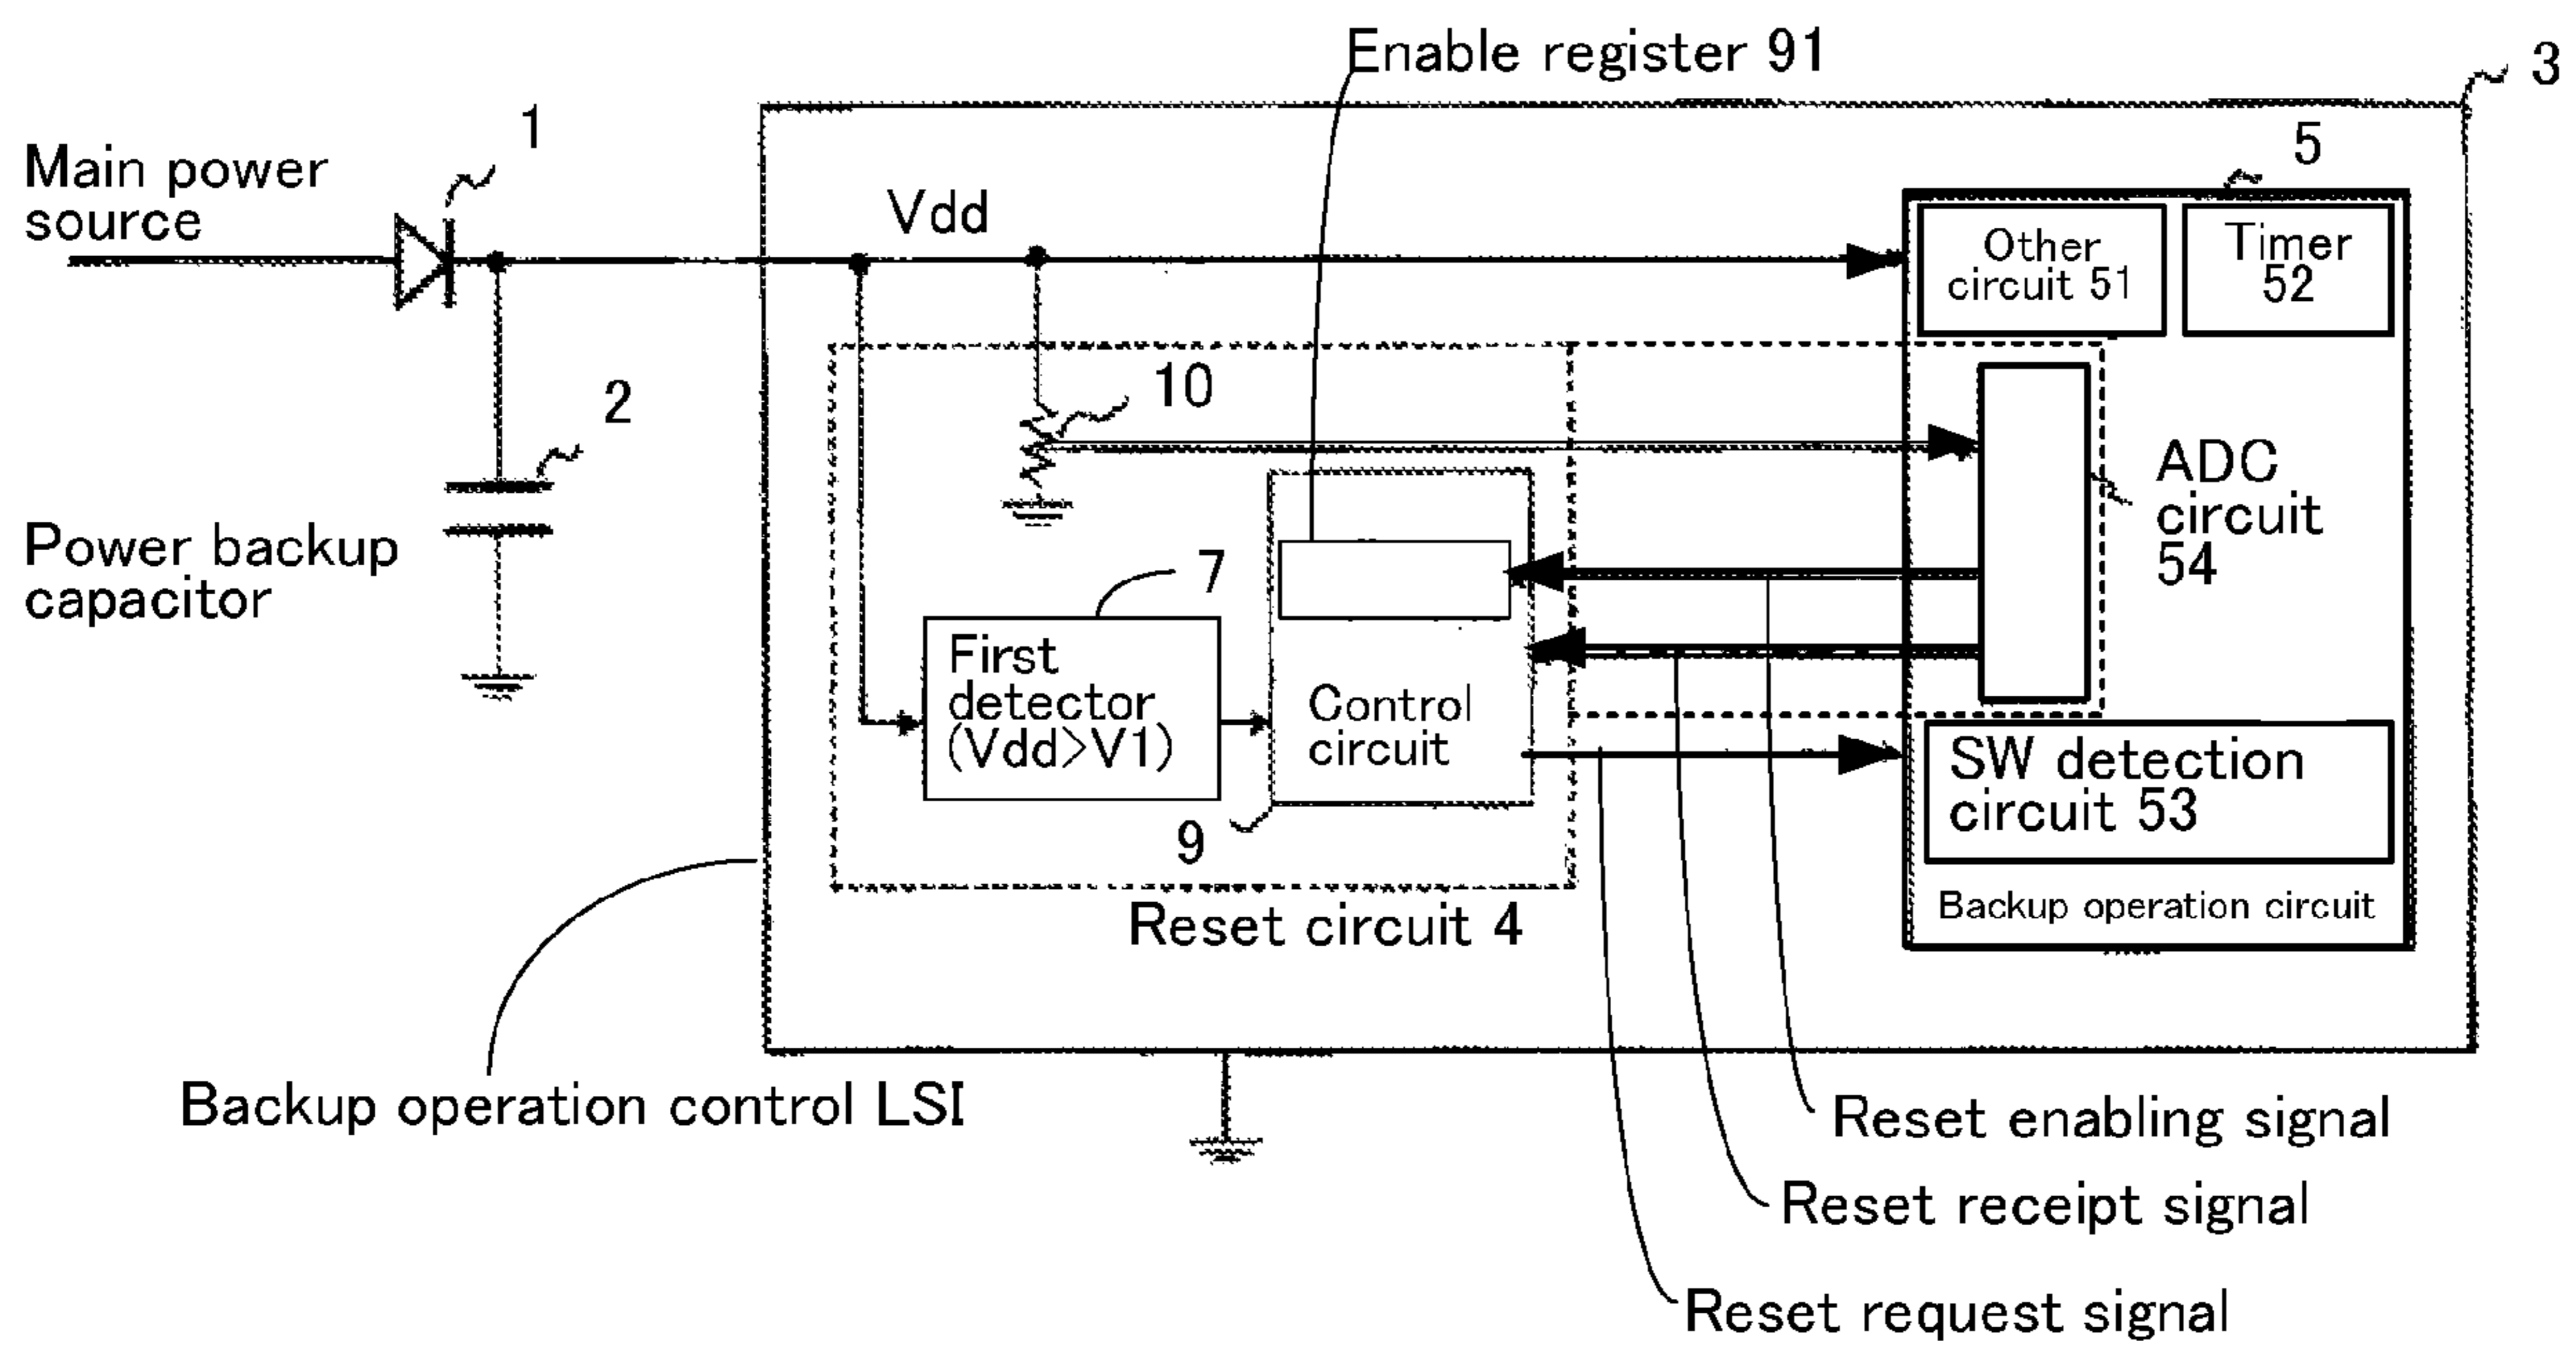 Enable register 91
3
1
5
Main power
source
Vdd
Other
circuit 51
Timer
52
10
2
ADC
circuit
54
Power backup
capacitor
7
First
detector
(Vdd>V1)
Control
circuit
SW detection
circuit 53
9
Backup operation circuit
Reset circuit 4
Backup operation control LSI
Reset enabling signal
Reset receipt signal
Reset request signal